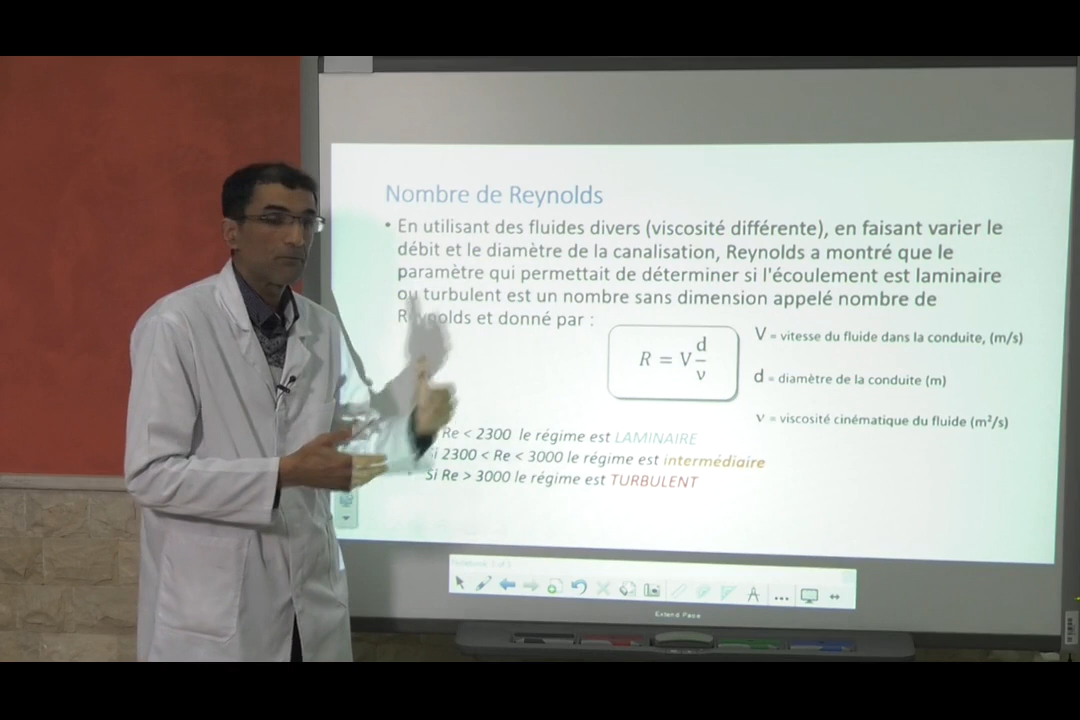 Nombre de Reynolds
• En utilisant des fluides divers (viscosité différente), en faisant varier le
débit et le diamètre de la canalisation, Reynolds a montré que le
paramètre qui permettait de déterminer si l'écoulement est laminaire
ou turbulent est un nombre sans dimension appelé nombre de
Reynolds et donné par :
R = V d/ν
V = vitesse du fluide dans la conduite, (m/s)
d = diamètre de la conduite (m)
ν = viscosité cinématique du fluide (m²/s)
Re < 2300 le régime est LAMINAIRE
Si 2300 < Re < 3000 le régime est intermédiaire
Si Re > 3000 le régime est TURBULENT
Extend Page